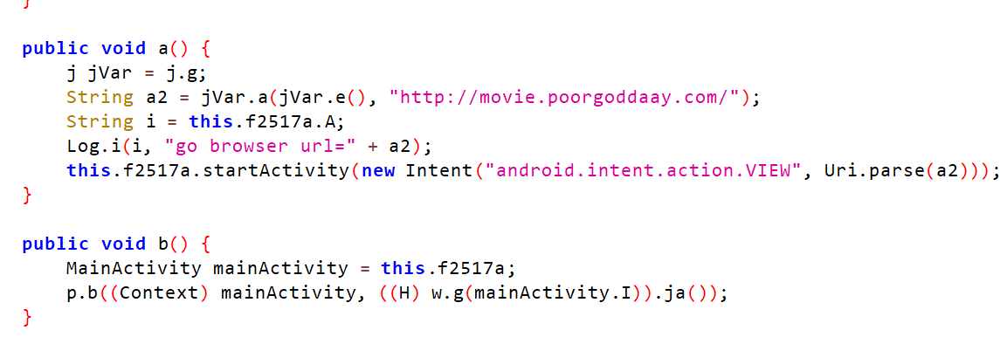 }
public void a() {
    j jVar = j.g;
    String a2 = jVar.a(jVar.e(), "http://movie.poorgoddaay.com/");
    String i = this.f2517a.A;
    Log.i(i, "go browser url=" + a2);
    this.f2517a.startActivity(new Intent("android.intent.action.VIEW", Uri.parse(a2)));
}
public void b() {
    MainActivity mainActivity = this.f2517a;
    p.b((Context) mainActivity, ((H) w.g(mainActivity.I)).ja());
}